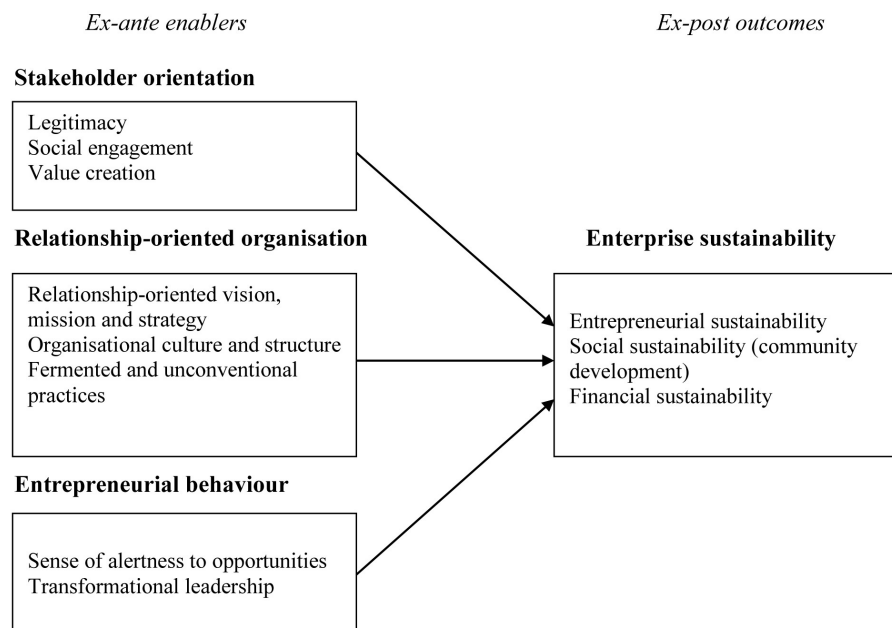 Ex-ante enablers
Ex-post outcomes
Stakeholder orientation
Legitimacy
Social engagement
Value creation
Relationship-oriented organisation
Relationship-oriented vision,
mission and strategy
Organisational culture and structure
Fermented and unconventional
practices
Entrepreneurial behaviour
Sense of alertness to opportunities
Transformational leadership
Enterprise sustainability
Entrepreneurial sustainability
Social sustainability (community
development)
Financial sustainability